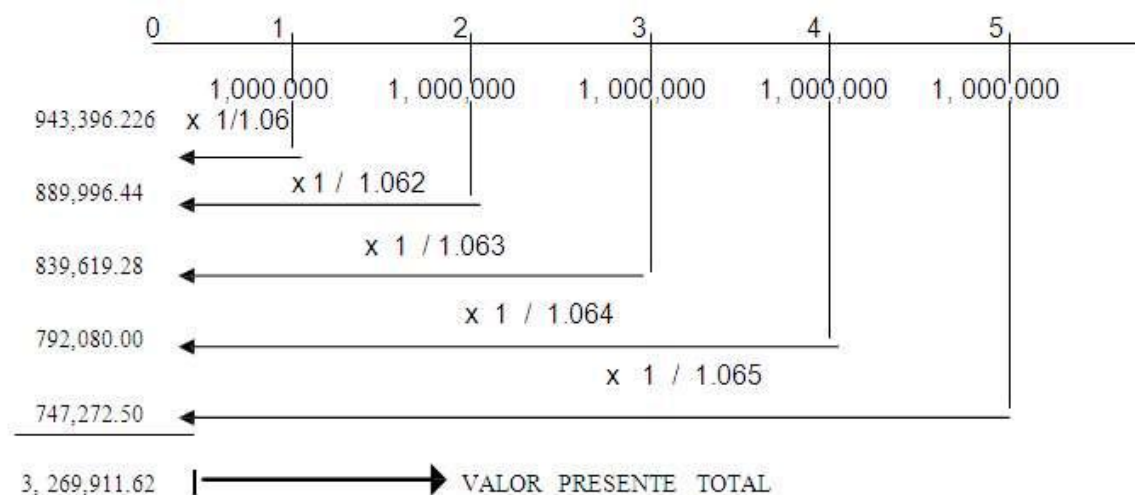 0 1 2 3 4 5
1,000.000 1, 000,000 1, 000,000 1, 000,000 1, 000,000
943,396.226 x 1/1.06
x 1 / 1.062
889,996.44
x 1 / 1.063
839,619.28
x 1 / 1.064
792,080.00
x 1 / 1.065
747,272.50
3, 269,911.62 VALOR PRESENTE TOTAL